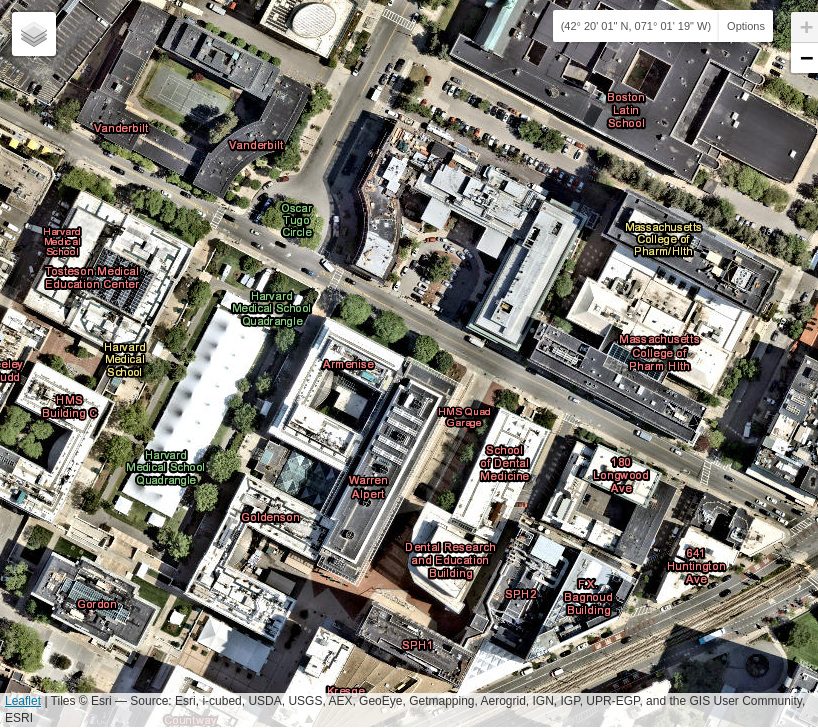 (42° 20' 01" N, 071° 01' 19" W)
Options
+
−
Boston
Latin
School
Vanderbilt
Vanderbilt
Oscar
Tugo
Circle
Massachusetts
College of
Pharm/Hlth
Harvard
Medical
School
Tosteson Medical
Education Center
Harvard
Medical School
Quadrangle
Massachusetts
College of
Pharm Hlth
Harvard
Medical
School
Armenise
eeley
udd
HMS
Building C
HMS Quad
Garage
School
of Dental
Medicine
180
Longwood
Ave
Harvard
Medical School
Quadrangle
Warren
Alpert
Goldenson
Dental Research
and Education
Building
641
Huntington
Ave
SPH2
FX
Bagnoud
Building
Gordon
SPH1
Kresge
Leaflet | Tiles © Esri — Source: Esri, i-cubed, USDA, USGS, AEX, GeoEye, Getmapping, Aerogrid, IGN, IGP, UPR-EGP, and the GIS User Community,
ESRI
Countway